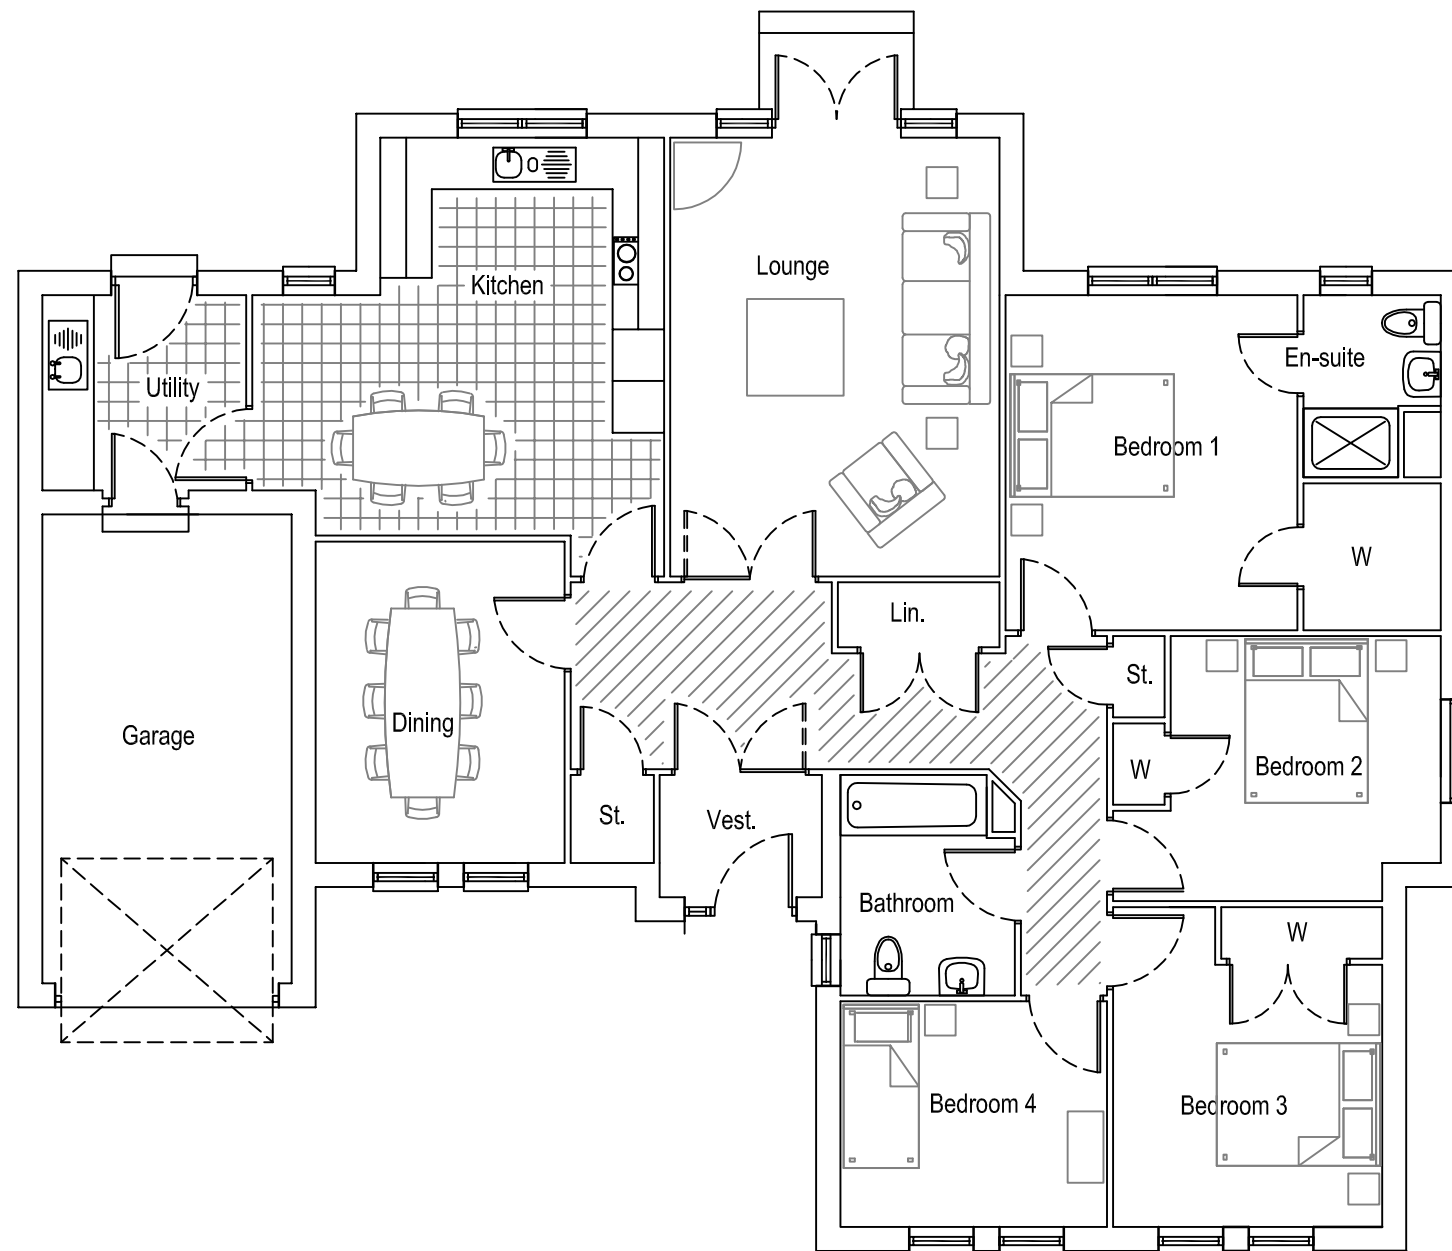 Lounge
Kitchen
En-suite
Utility
Bedroom 1
W
Lin.
St.
Dining
Garage
W
Bedroom 2
St.
Vest.
Bathroom
W
Bedroom 4
Bedroom 3